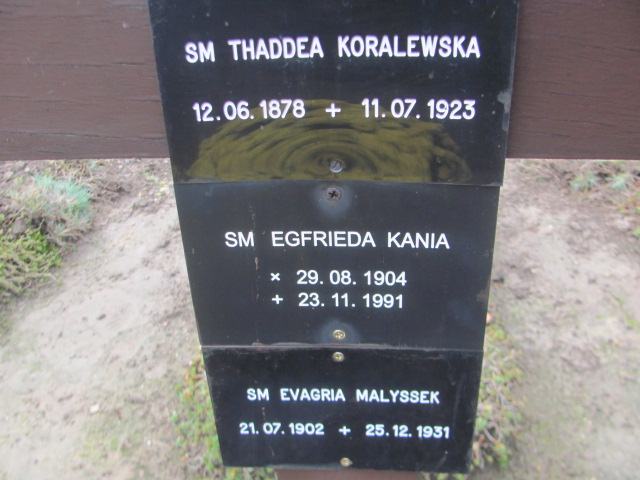 SM THADDEA KORALEWSKA
12.06.1878 + 11.07.1923
SM EGFRIEDA KANIA
× 29.08.1904
+ 23.11.1991
SM EVAGRIA MALYSSEK
21.07.1902 + 25.12.1931